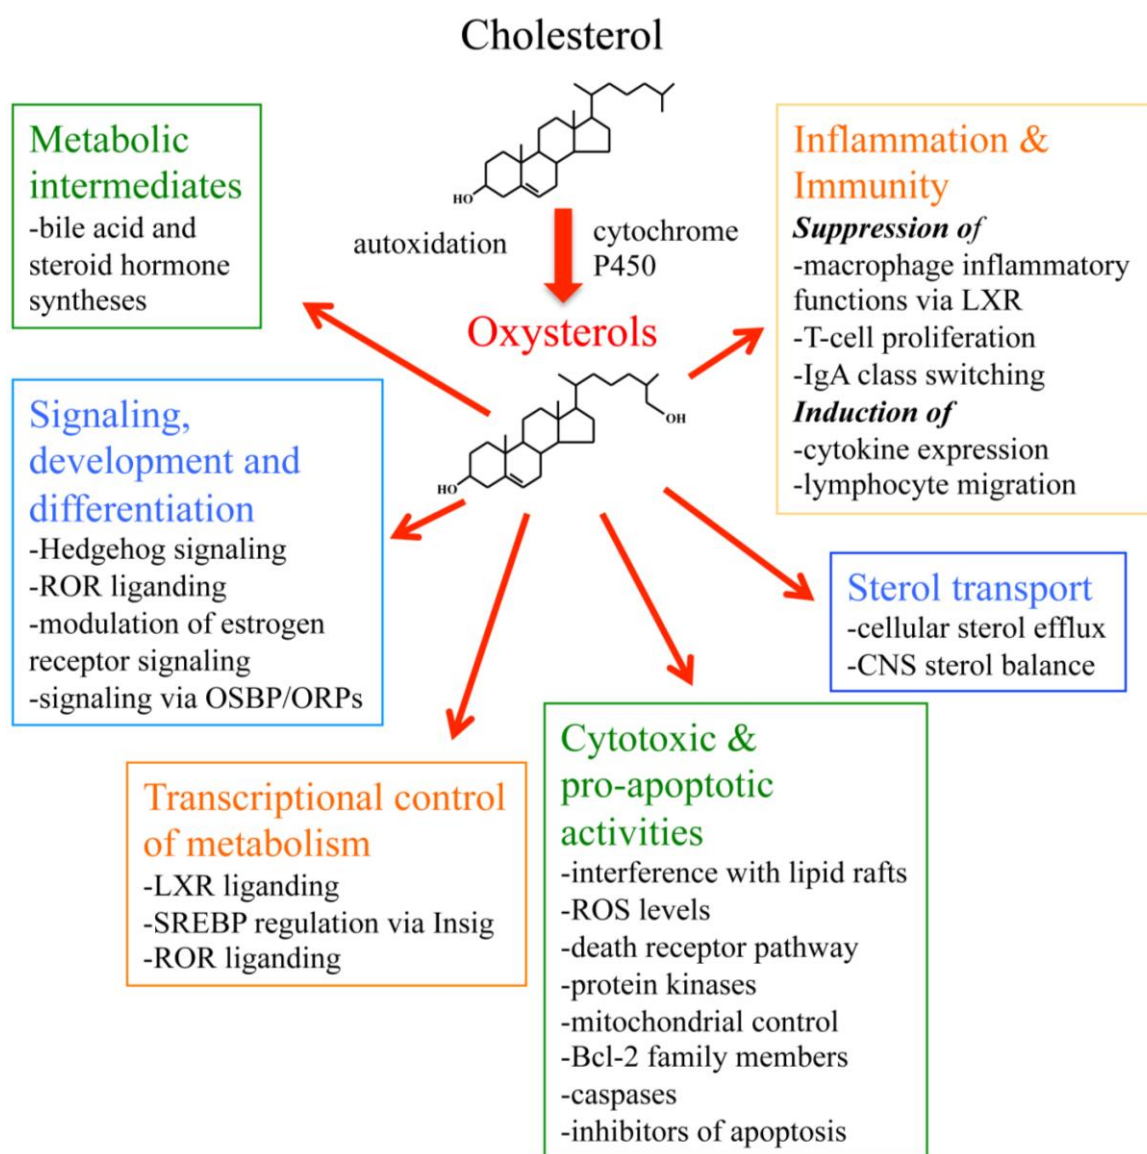 Cholesterol
HO
autoxidation
cytochrome
P450
Oxysterols
OH
HO
Metabolic
intermediates
-bile acid and
steroid hormone
syntheses
Inflammation &
Immunity
Suppression of
-macrophage inflammatory
functions via LXR
-T-cell proliferation
-IgA class switching
Induction of
-cytokine expression
-lymphocyte migration
Signaling,
development and
differentiation
-Hedgehog signaling
-ROR liganding
-modulation of estrogen
receptor signaling
-signaling via OSBP/ORPs
Sterol transport
-cellular sterol efflux
-CNS sterol balance
Transcriptional control
of metabolism
-LXR liganding
-SREBP regulation via Insig
-ROR liganding
Cytotoxic &
pro-apoptotic
activities
-interference with lipid rafts
-ROS levels
-death receptor pathway
-protein kinases
-mitochondrial control
-Bcl-2 family members
-caspases
-inhibitors of apoptosis